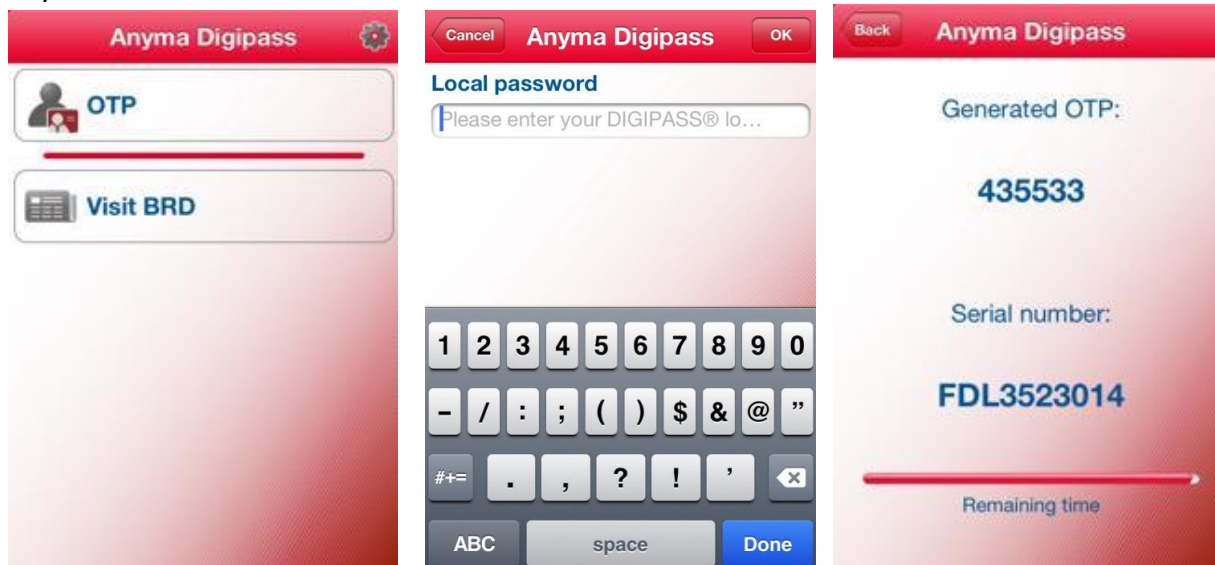 Anyma Digipass
OTP
Visit BRD
Cancel
Anyma Digipass
OK
Local password
Please enter your DIGIPASS® lo...
1 2 3 4 5 6 7 8 9 0
- / : ; ( ) $ & @ ”
#+= . , ? ! ’
ABC space Done
Back
Anyma Digipass
Generated OTP:
435533
Serial number:
FDL3523014
Remaining time